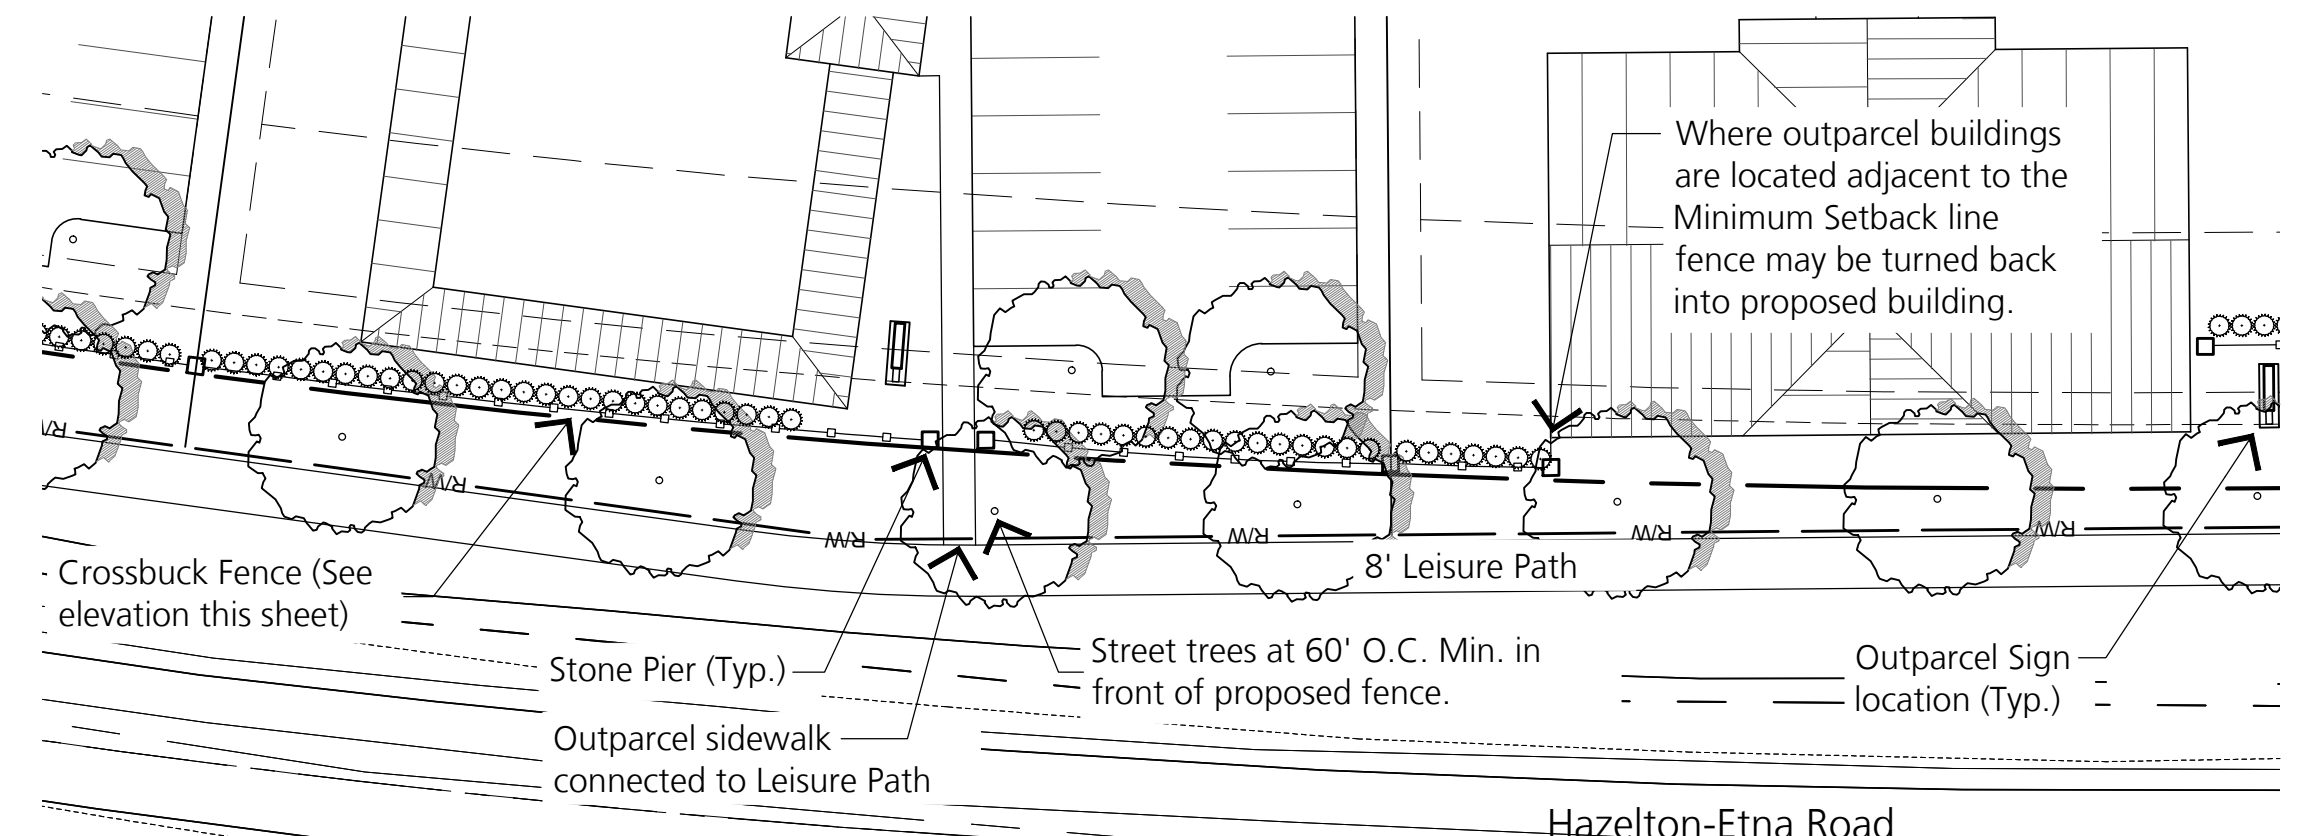 Where outparcel buildings
are located adjacent to the
Minimum Setback line
fence may be turned back
into proposed building.
R/W
R/W
R/W
R/W
R/W
R/W
8' Leisure Path
Crossbuck Fence (See
elevation this sheet)
Stone Pier (Typ.)
Street trees at 60' O.C. Min. in
front of proposed fence.
Outparcel Sign
location (Typ.)
Outparcel sidewalk
connected to Leisure Path
Hazelton-Etna Road